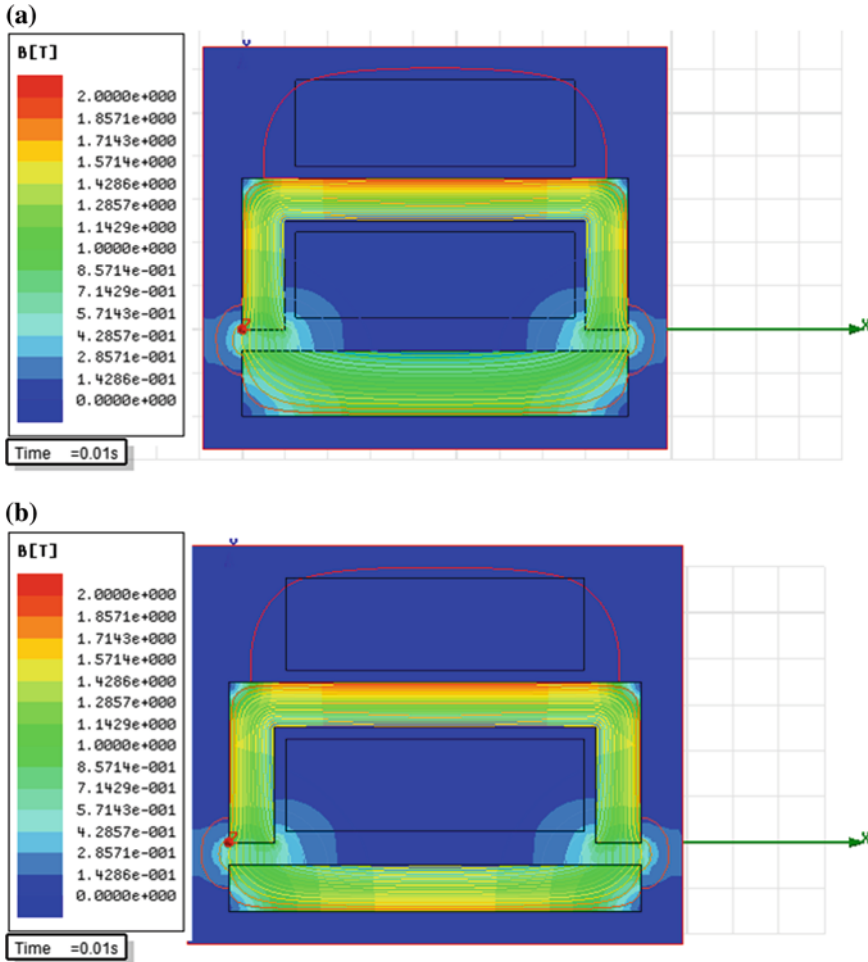 (a)
B[T]
2.0000e+000
1.8571e+000
1.7143e+000
1.5714e+000
1.4286e+000
1.2857e+000
1.1429e+000
1.0000e+000
8.5714e-001
7.1429e-001
5.7143e-001
4.2857e-001
2.8571e-001
1.4286e-001
0.0000e+000
Time =0.01s
Z
X
(b)
B[T]
2.0000e+000
1.8571e+000
1.7143e+000
1.5714e+000
1.4286e+000
1.2857e+000
1.1429e+000
1.0000e+000
8.5714e-001
7.1429e-001
5.7143e-001
4.2857e-001
2.8571e-001
1.4286e-001
0.0000e+000
Time =0.01s
Z
X